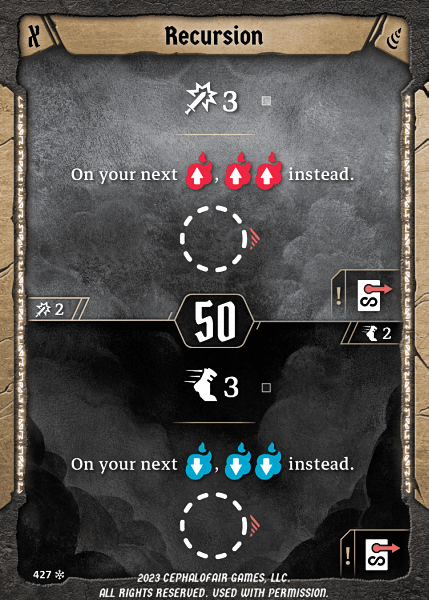 X
Recursion
3
On your next , instead.
2
50
2
3
On your next , instead.
427
2023 CEPHALOFAIR GAMES, LLC.
ALL RIGHTS RESERVED. USED WITH PERMISSION.